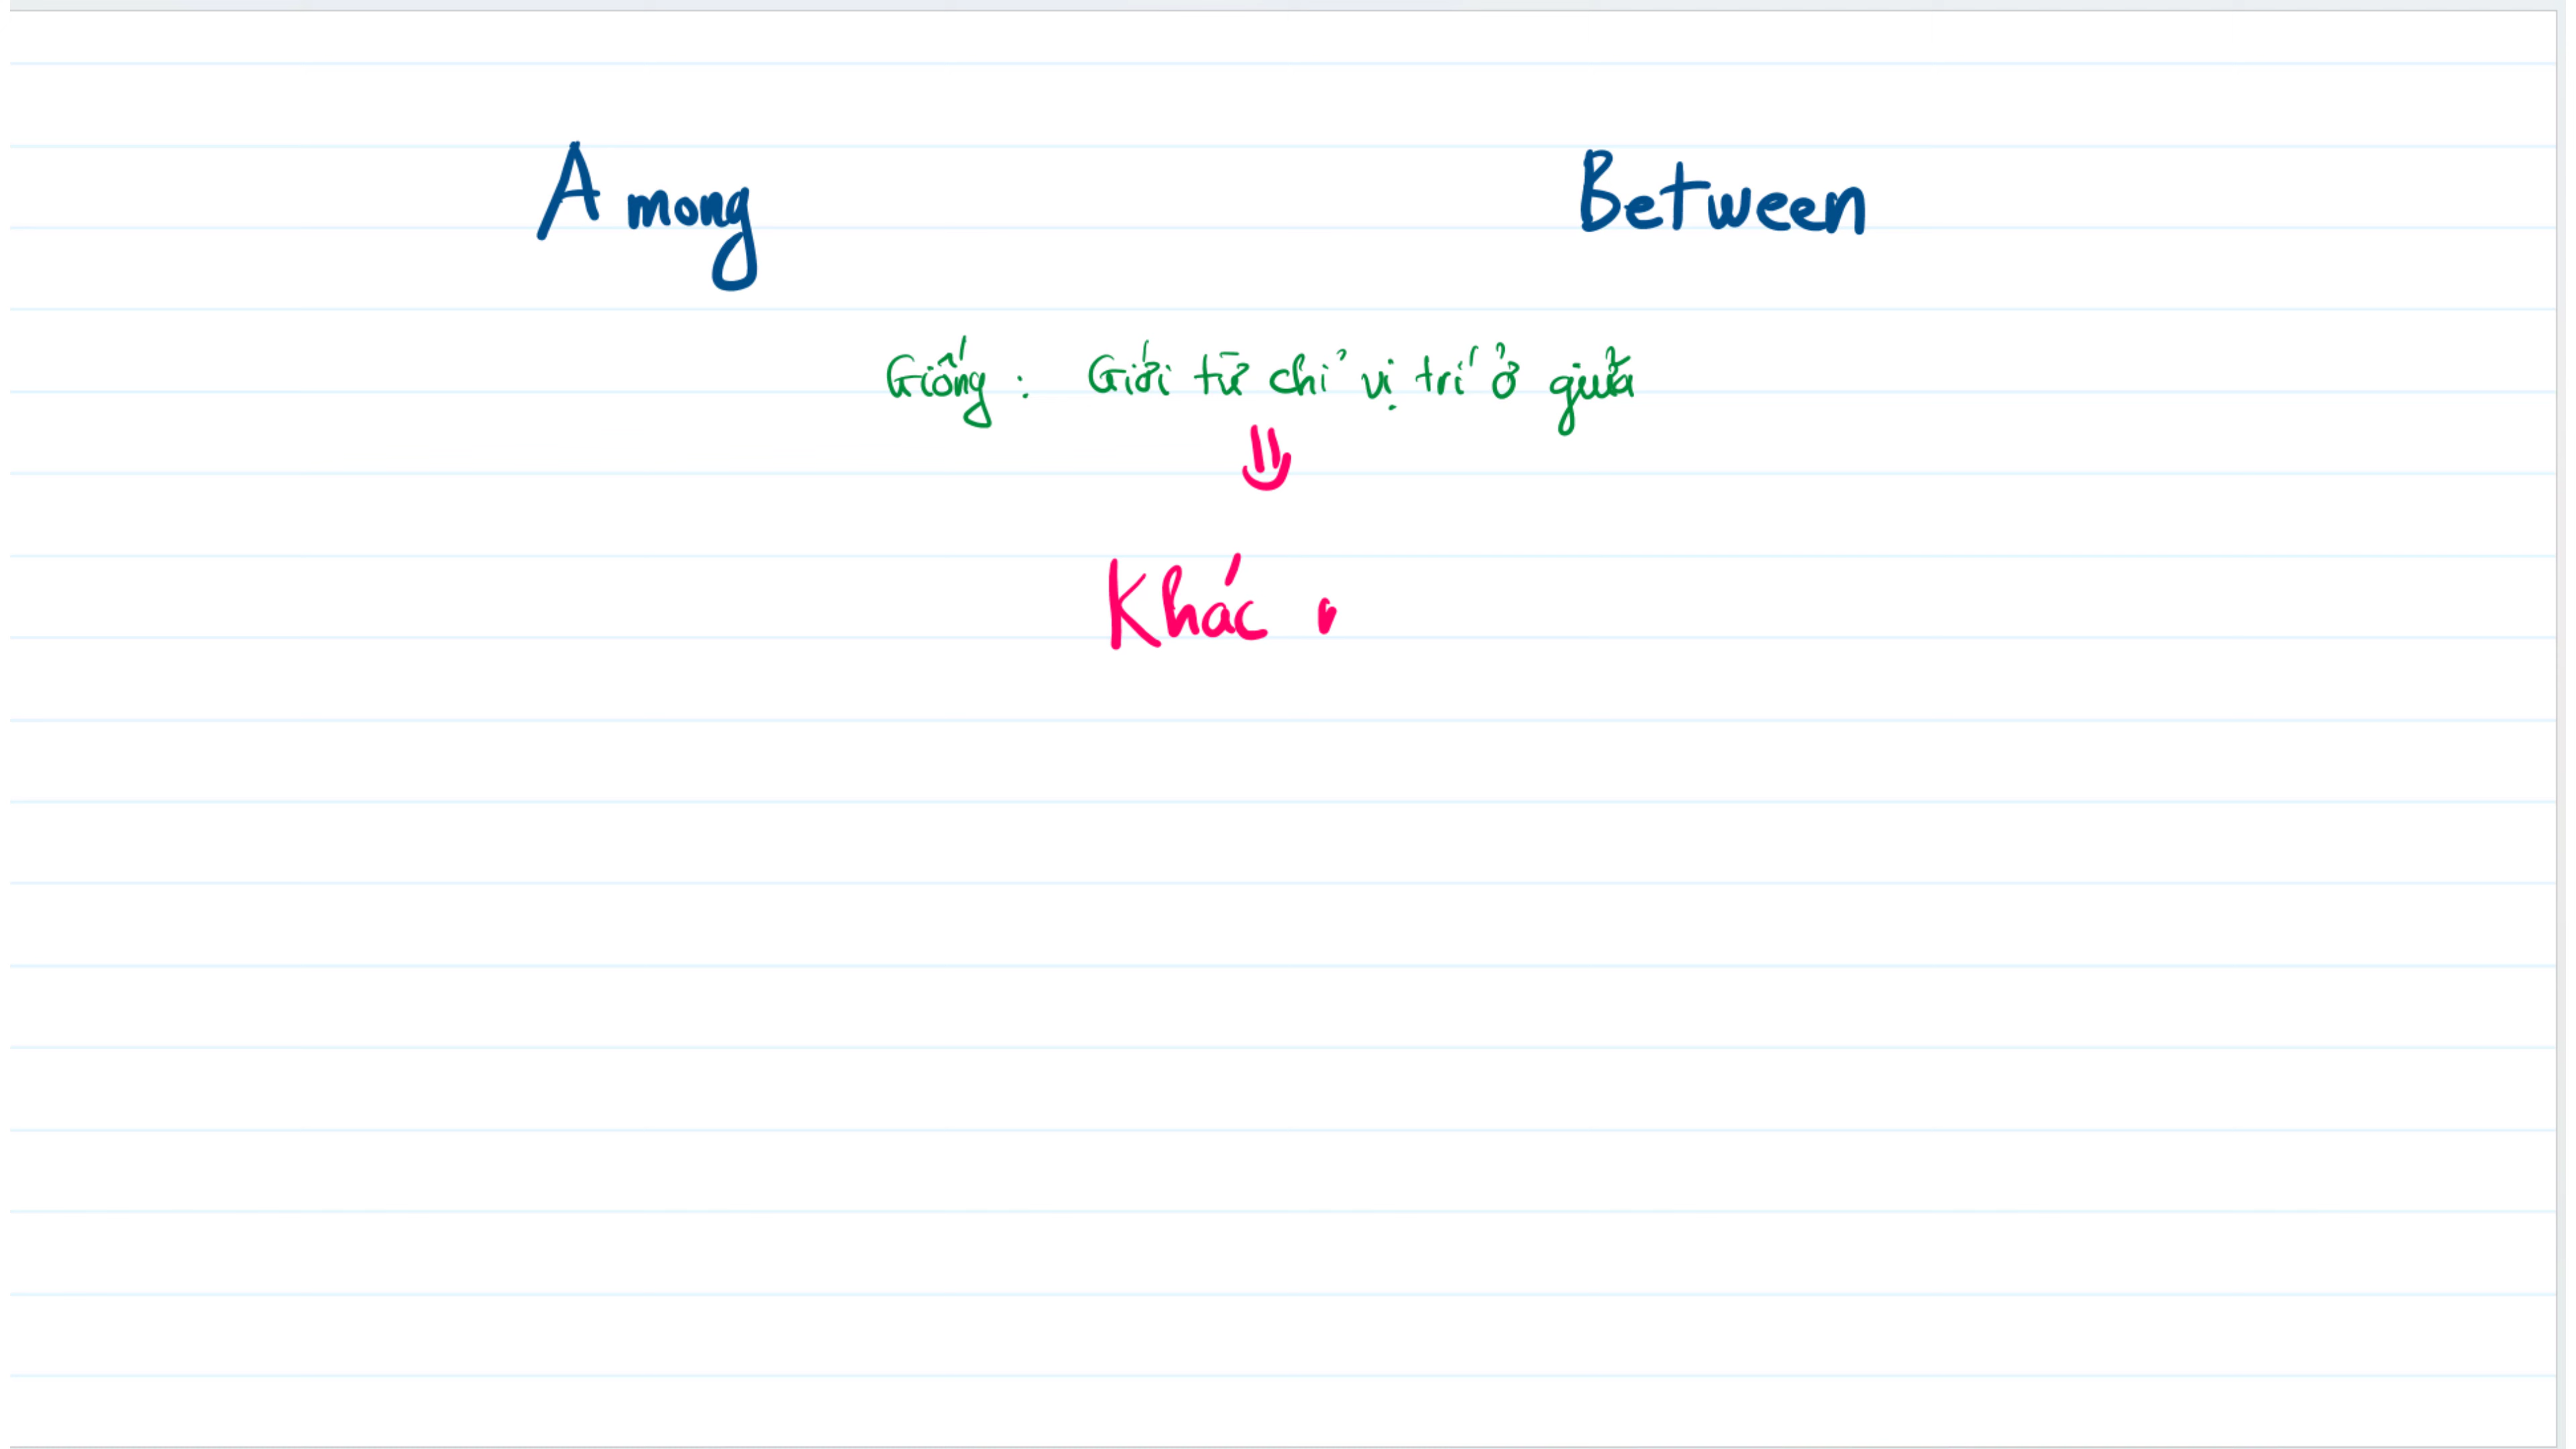 Among Between
Giống : Giới từ chỉ vị trí ở giữa
Khác